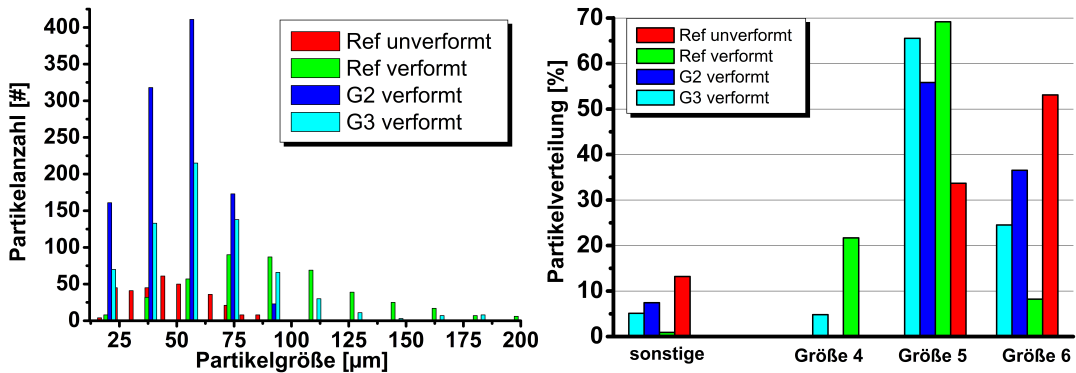 400
350
300
250
200
150
100
50
0
Partikelanzahl [#]
Ref unverformt
Ref verformt
G2 verformt
G3 verformt
25 50 75 100 125 150 175 200
Partikelgröße [µm]
70
60
50
40
30
20
10
0
Partikelverteilung [%]
Ref unverformt
Ref verformt
G2 verformt
G3 verformt
sonstige Größe 4 Größe 5 Größe 6